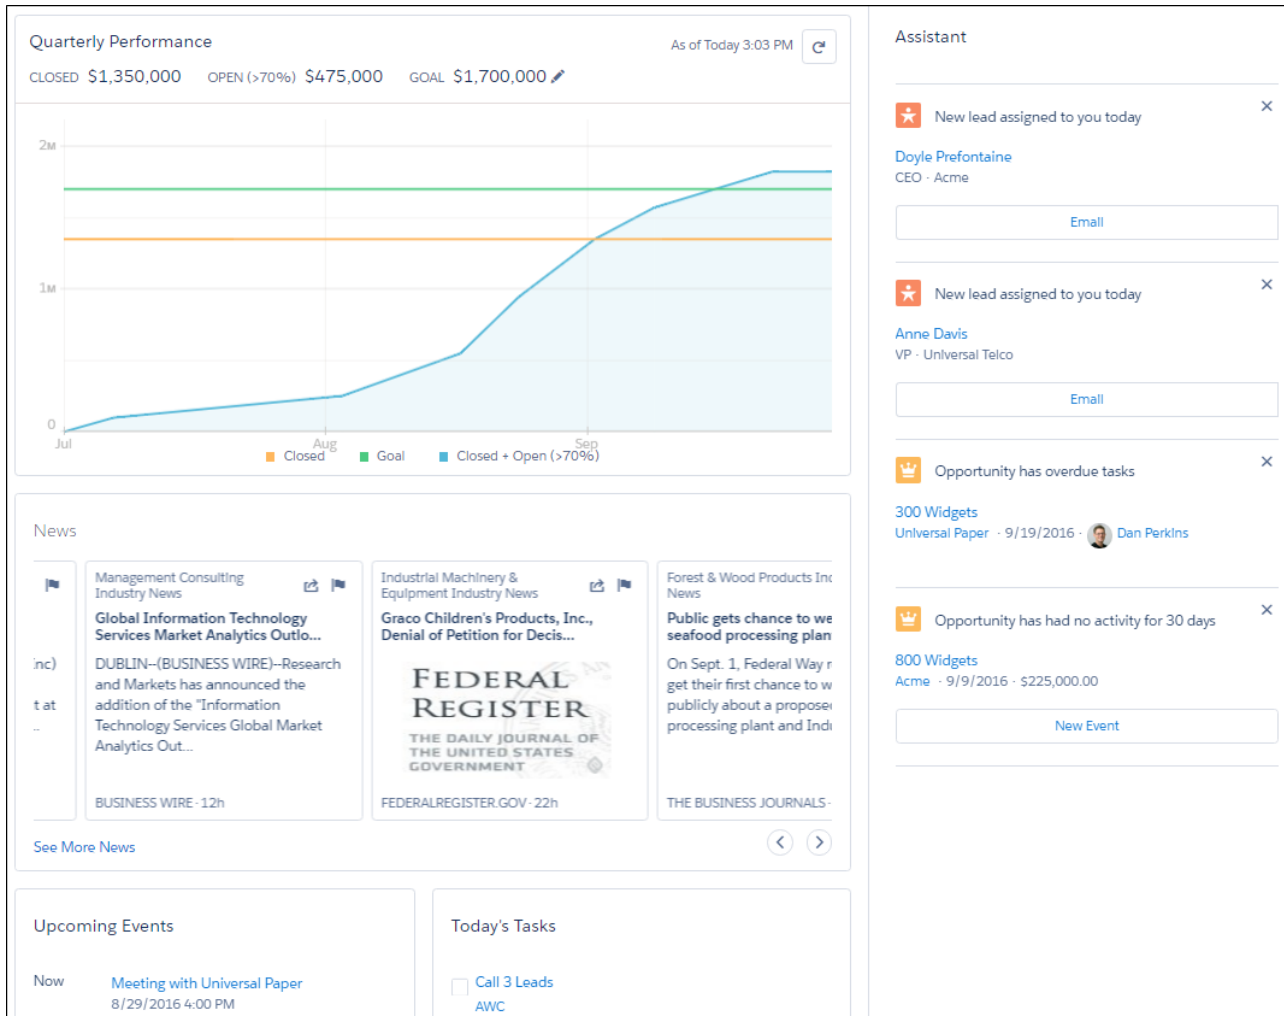 Quarterly Performance
As of Today 3:03 PM
CLOSED $1,350,000 OPEN (>70%) $475,000 GOAL $1,700,000
2M
1M
0
Jul
Aug
Sep
Closed
Goal
Closed + Open (>70%)
News
nc)
t at
..
Management Consulting
Industry News
Global Information Technology
Services Market Analytics Outlo...
DUBLIN--(BUSINESS WIRE)--Research
and Markets has announced the
addition of the "Information
Technology Services Global Market
Analytics Out...
BUSINESS WIRE · 12h
Industrial Machinery &
Equipment Industry News
Graco Children's Products, Inc.,
Denial of Petition for Decis...
FEDERAL
REGISTER
THE DAILY JOURNAL OF
THE UNITED STATES
GOVERNMENT
FEDERALREGISTER.GOV · 22h
Forest & Wood Products
News
Public gets chance to
seafood processing
On Sept. 1, Federal Way
get their first chance to
publicly about a
processing plant and
THE BUSINESS JOURNALS ·
See More News
Upcoming Events
Now
Meeting with Universal Paper
8/29/2016 4:00 PM
Today's Tasks
Call 3 Leads
AWC
Assistant
New lead assigned to you today
Doyle Prefontaine
CEO · Acme
Email
New lead assigned to you today
Anne Davis
VP · Universal Telco
Email
Opportunity has overdue tasks
300 Widgets
Universal Paper · 9/19/2016 · Dan Perkins
Opportunity has had no activity for 30 days
800 Widgets
Acme · 9/9/2016 · $225,000.00
New Event